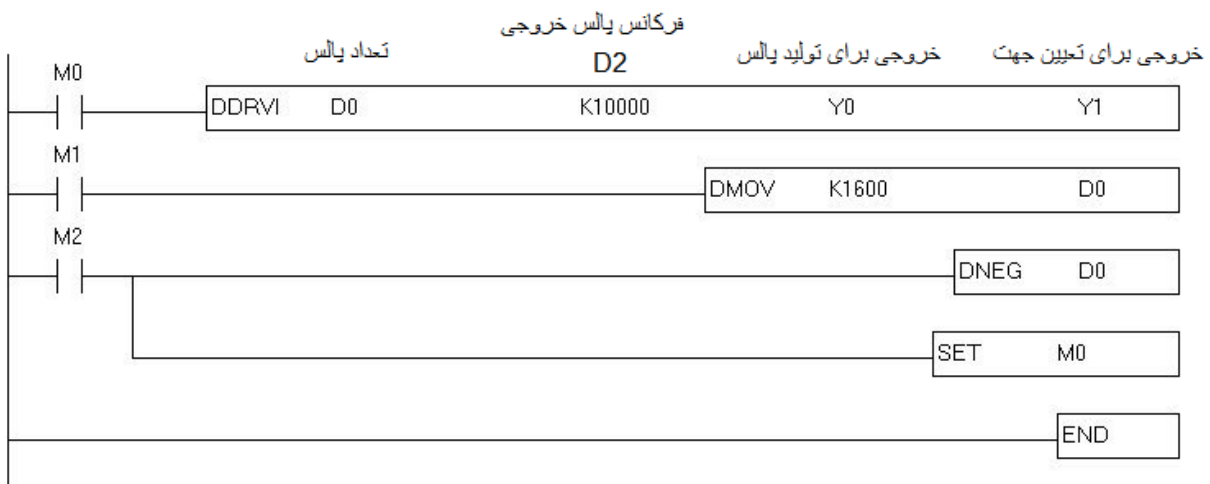 فرکانس پالس خروجی
تعداد پالس D2 خروجی برای تولید پالس خروجی برای تعیین جهت
M0
DDRVI D0 K10000 Y0 Y1
M1
DMOV K1600 D0
M2
DNEG D0
SET M0
END